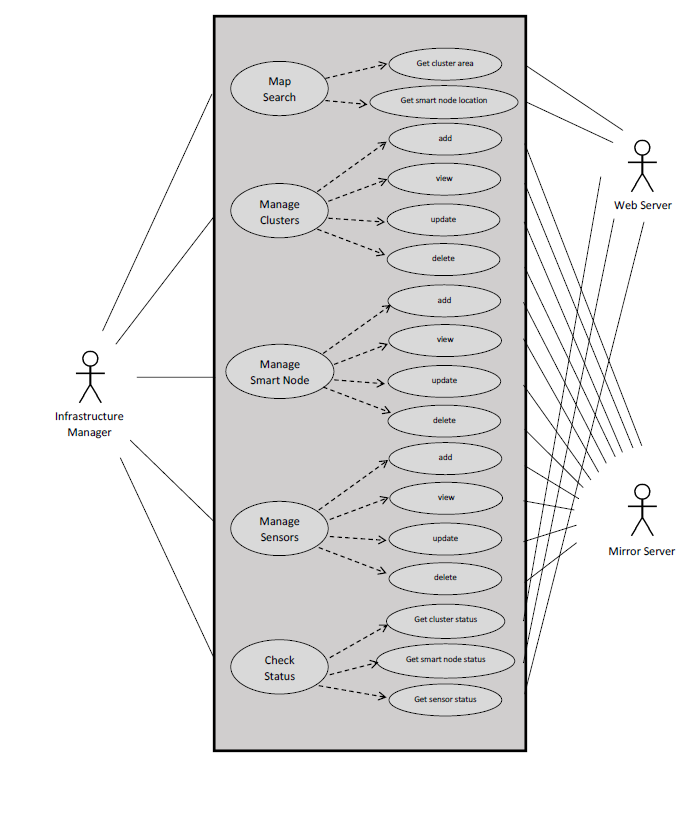 Get cluster area
Map
Search
Get smart node location
add
view
Manage
Clusters
update
delete
Web Server
add
view
Manage
Smart Node
update
delete
Infrastructure
Manager
add
view
Manage
Sensors
update
delete
Mirror Server
Get cluster status
Check
Status
Get smart node status
Get sensor status